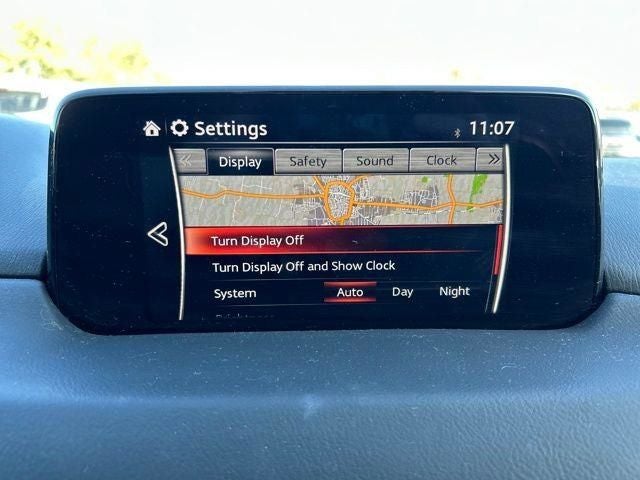 Settings 11:07
Display Safety Sound Clock
Turn Display Off
Turn Display Off and Show Clock
System Auto Day Night